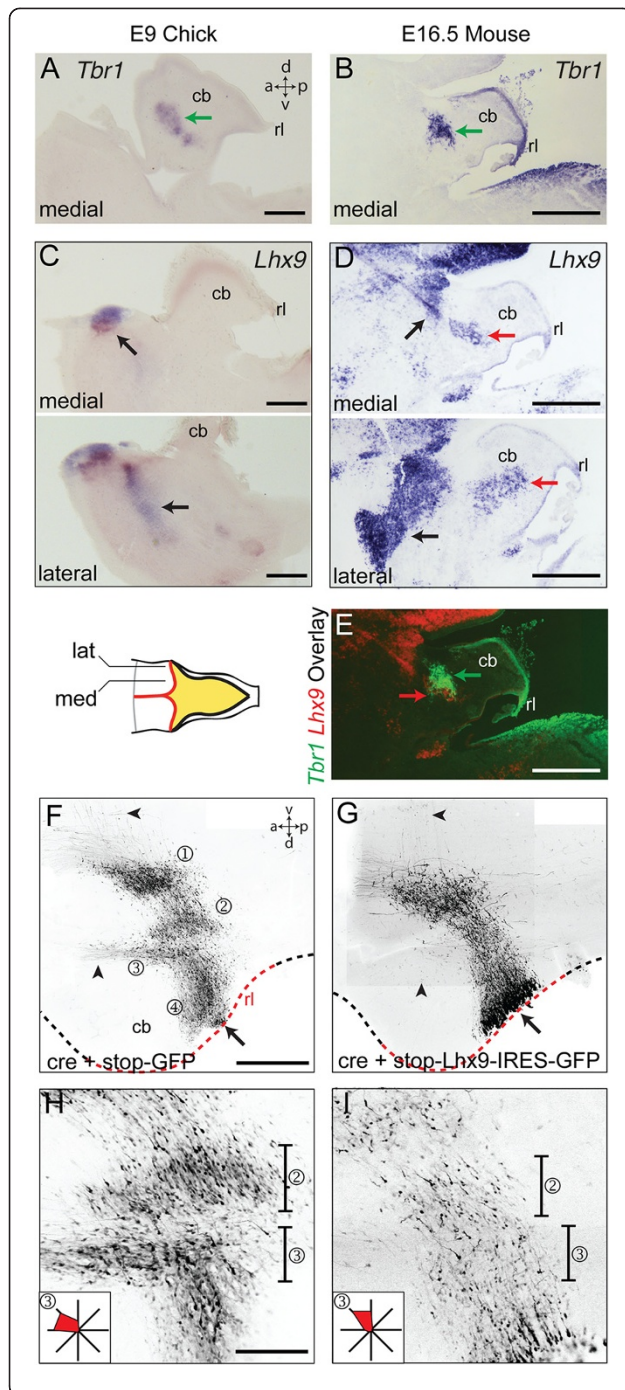 E9 Chick
E16.5 Mouse
A
Tbr1
d
a
p
v
cb
rl
medial
B
Tbr1
cb
rl
medial
C
Lhx9
cb
rl
medial
cb
lateral
D
Lhx9
cb
rl
medial
cb
rl
lateral
lat
med
E
cb
rl
Tbr1 Lhx9 Overlay
F
v
a
p
d
①
②
③
④
cb
rl
cre + stop-GFP
G
cre + stop-Lhx9-IRES-GFP
H
②
③
③
I
②
③
③